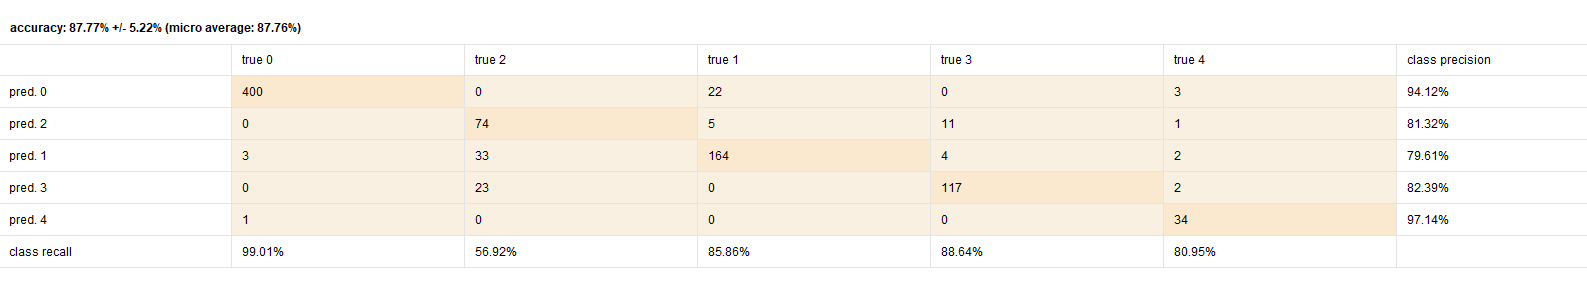 accuracy: 87.77% +/- 5.22% (micro average: 87.76%)
true 0 true 2 true 1 true 3 true 4 class precision
pred. 0 400 0 22 0 3 94.12%
pred. 2 0 74 5 11 1 81.32%
pred. 1 3 33 164 4 2 79.61%
pred. 3 0 23 0 117 2 82.39%
pred. 4 1 0 0 0 34 97.14%
class recall 99.01% 56.92% 85.86% 88.64% 80.95%